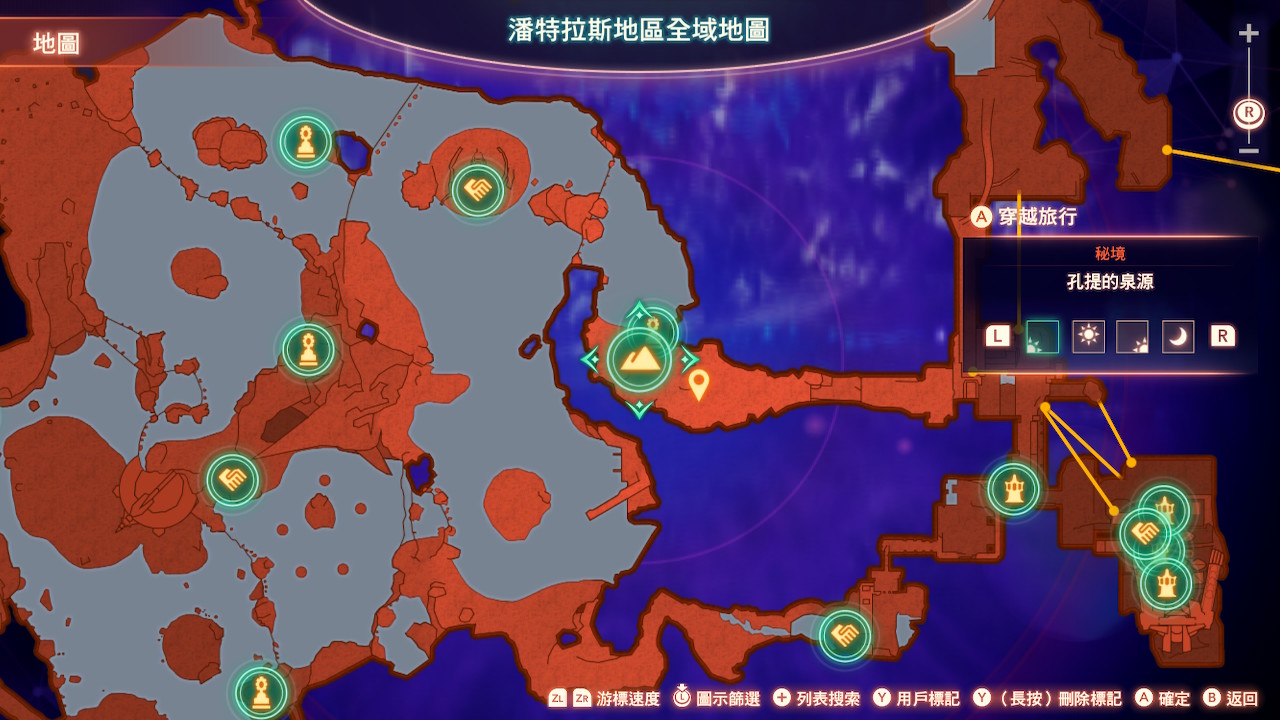 地圖
潘特拉斯地區全域地圖
R
A 穿越旅行
秘境
孔提的泉源
L R
ZL ZR 游標速度 L 圖示篩選 列表搜索 Y 用戶標記 Y （長按）刪除標記 A 確定 B 返回